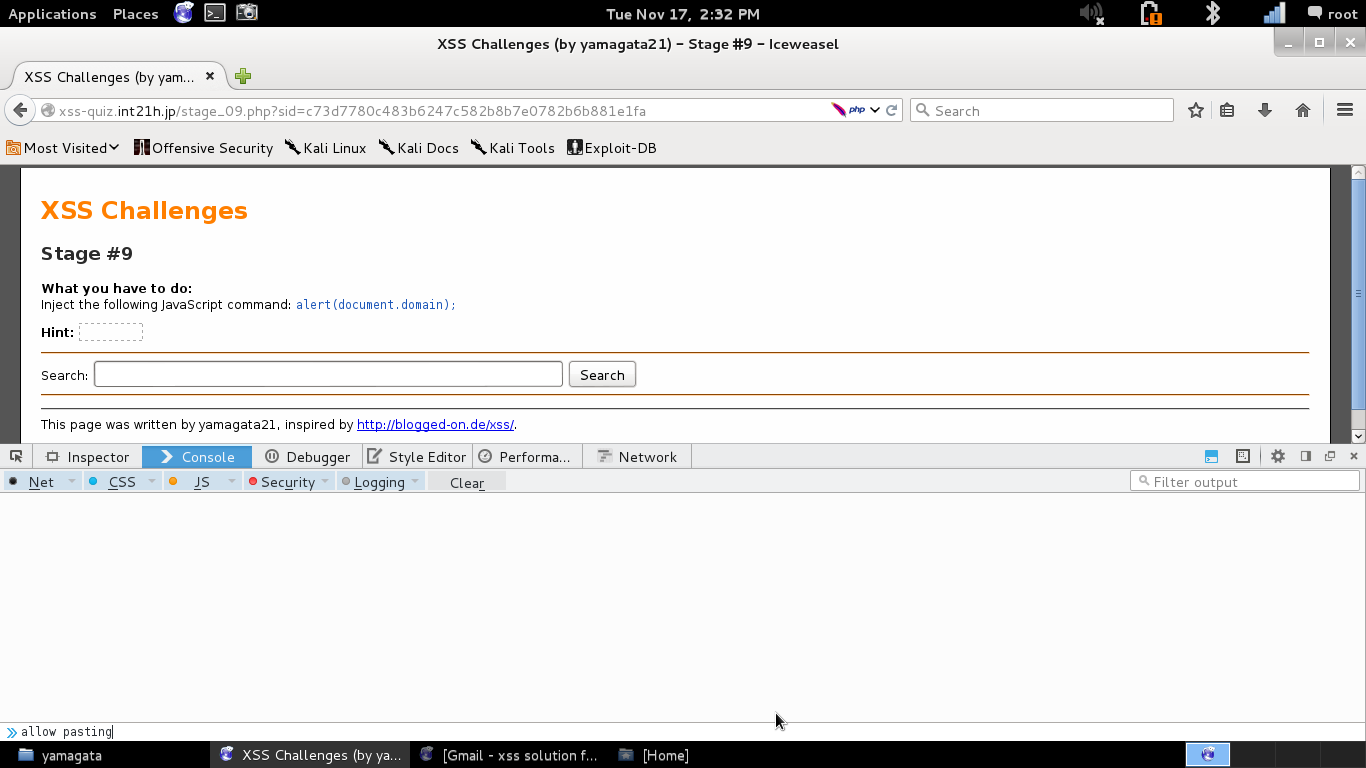 Applications Places Tue Nov 17, 2:32 PM root
XSS Challenges (by yamagata21) – Stage #9 – Iceweasel
XSS Challenges (by yam...
xss-quiz.int21h.jp/stage_09.php?sid=c73d7780c483b6247c582b8b7e0782b6b881e1fa php Search
Most Visited Offensive Security Kali Linux Kali Docs Kali Tools Exploit-DB
XSS Challenges
Stage #9
What you have to do:
Inject the following JavaScript command: alert(document.domain);
Hint:
Search: Search
This page was written by yamagata21, inspired by http://blogged-on.de/xss/.
Inspector Console Debugger Style Editor Performa... Network
Net CSS JS Security Logging Clear Filter output
allow pasting
yamagata XSS Challenges (by ya... [Gmail - xss solution f... [Home]